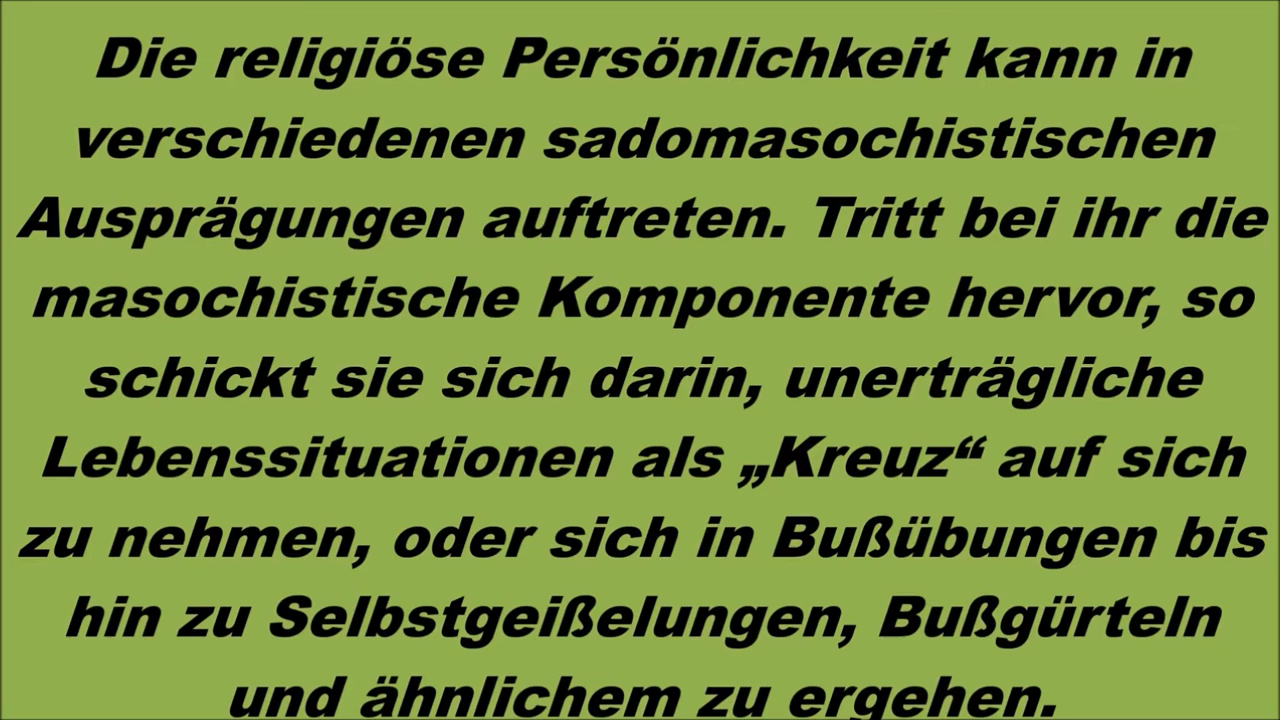 Die religiöse Persönlichkeit kann in
verschiedenen sadomasochistischen
Ausprägungen auftreten. Tritt bei ihr die
masochistische Komponente hervor, so
schickt sie sich darin, unerträgliche
Lebenssituationen als „Kreuz“ auf sich
zu nehmen, oder sich in Bußübungen bis
hin zu Selbstgeißelungen, Bußgürteln
und ähnlichem zu ergehen.